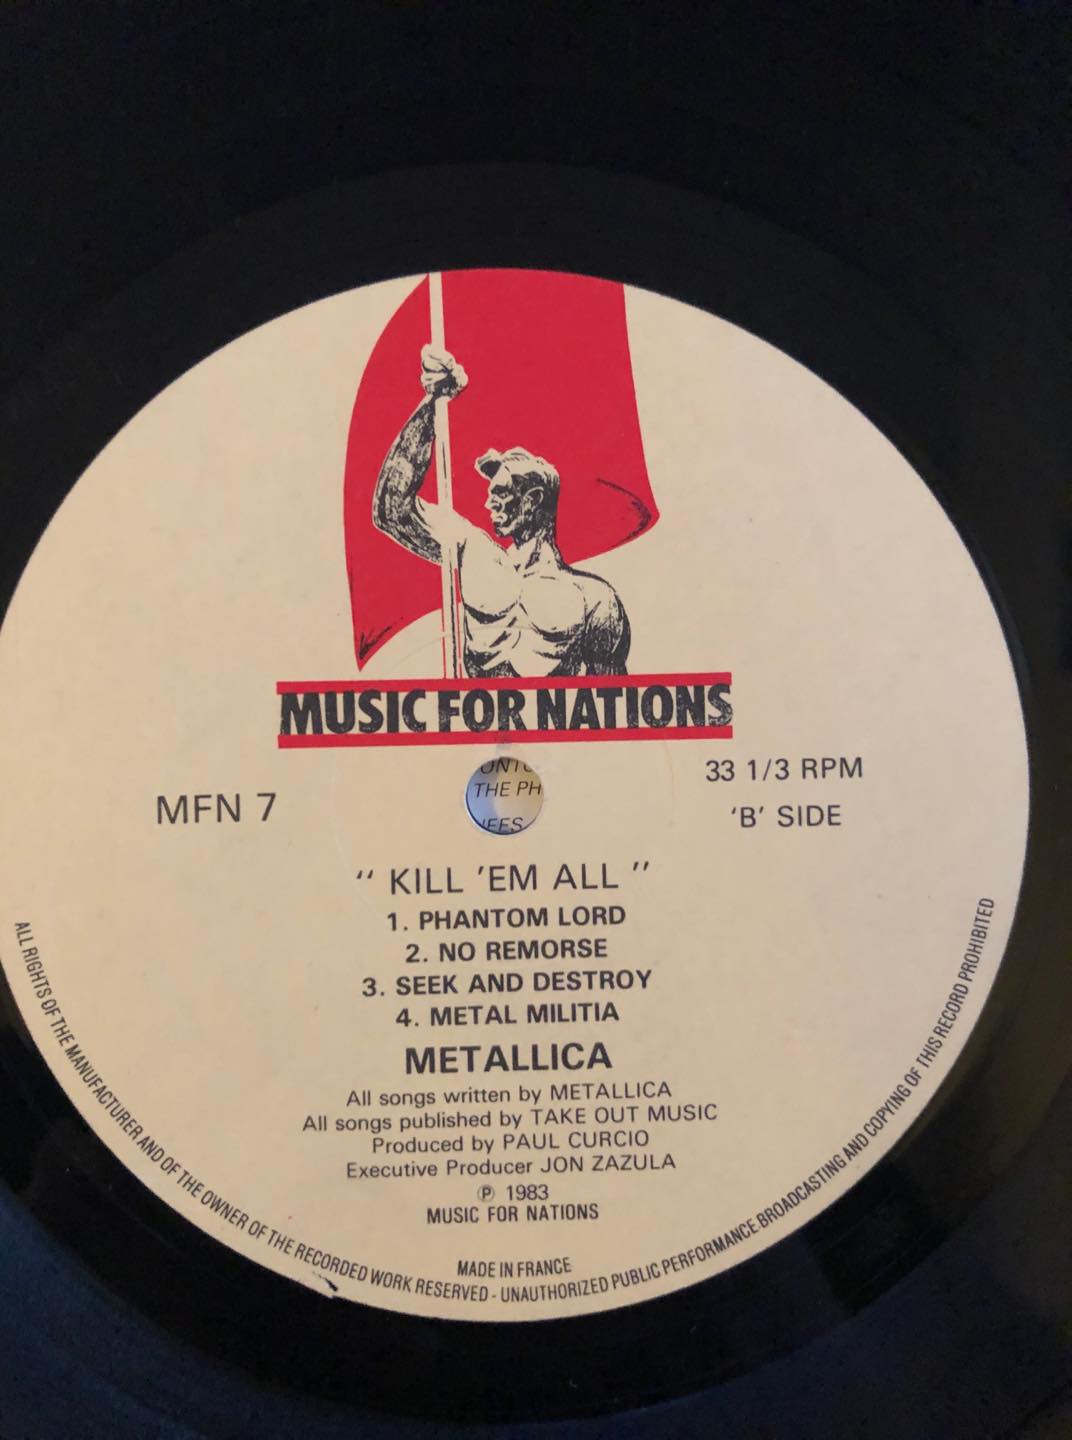 MUSIC FOR NATIONS
ONTO
THE PH
MFN 7
33 1/3 RPM
'B' SIDE
" KILL 'EM ALL "
1. PHANTOM LORD
2. NO REMORSE
3. SEEK AND DESTROY
4. METAL MILITIA
METALLICA
All songs written by METALLICA
All songs published by TAKE OUT MUSIC
Produced by PAUL CURCIO
Executive Producer JON ZAZULA
℗ 1983
MUSIC FOR NATIONS
MADE IN FRANCE
ALL RIGHTS OF THE MANUFACTURER AND OF THE OWNER OF THE RECORDED WORK RESERVED - UNAUTHORIZED PUBLIC PERFORMANCE-BROADCASTING AND COPYING OF THIS RECORD PROHIBITED